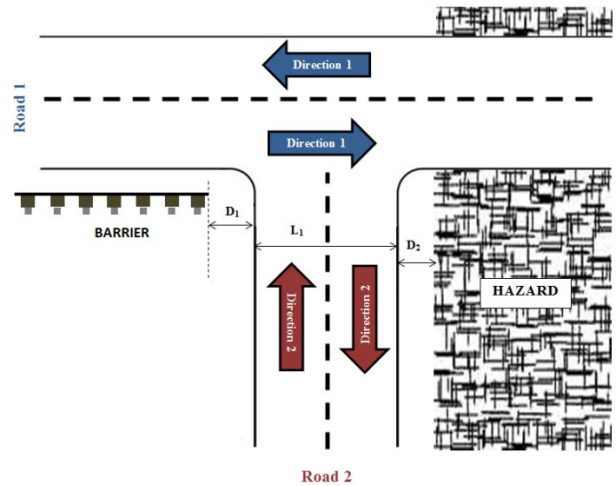 Direction 1
Road 1
Direction 1
D₁
L₁
D₂
BARRIER
HAZARD
Direction 2
Direction 2
Road 2